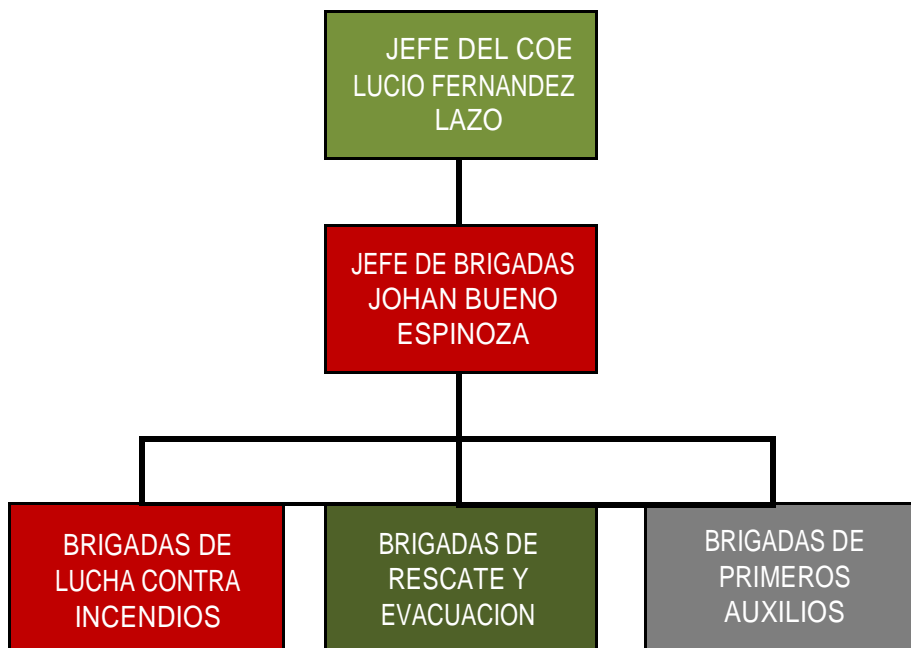 JEFE DEL COE
LUCIO FERNANDEZ
LAZO
JEFE DE BRIGADAS
JOHAN BUENO
ESPINOZA
BRIGADAS DE
LUCHA CONTRA
INCENDIOS
BRIGADAS DE
RESCATE Y
EVACUACION
BRIGADAS DE
PRIMEROS
AUXILIOS